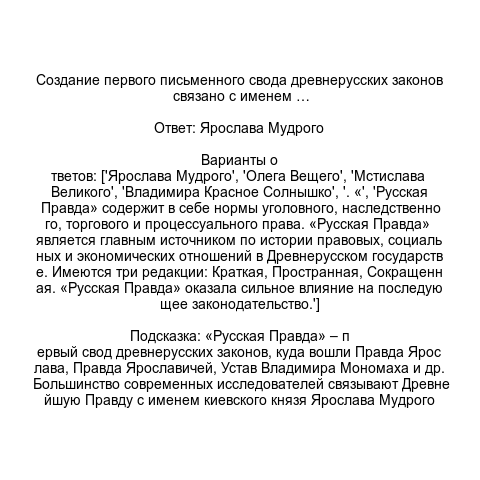 Создание первого письменного свода древнерусских законов
связано с именем …
Ответ: Ярослава Мудрого
Варианты о
тветов: ['Ярослава Мудрого', 'Олега Вещего', 'Мстислава
Великого', 'Владимира Красное Солнышко', '. «', 'Русская
Правда» содержит в себе нормы уголовного, наследственно
го, торгового и процессуального права. «Русская Правда»
является главным источником по истории правовых, социаль
ных и экономических отношений в Древнерусском государств
е. Имеются три редакции: Краткая, Пространная, Сокращенн
ая. «Русская Правда» оказала сильное влияние на последую
щее законодательство.']
Подсказка: «Русская Правда» – п
ервый свод древнерусских законов, куда вошли Правда Ярос
лава, Правда Ярославичей, Устав Владимира Мономаха и др.
Большинство современных исследователей связывают Древне
йшую Правду с именем киевского князя Ярослава Мудрого